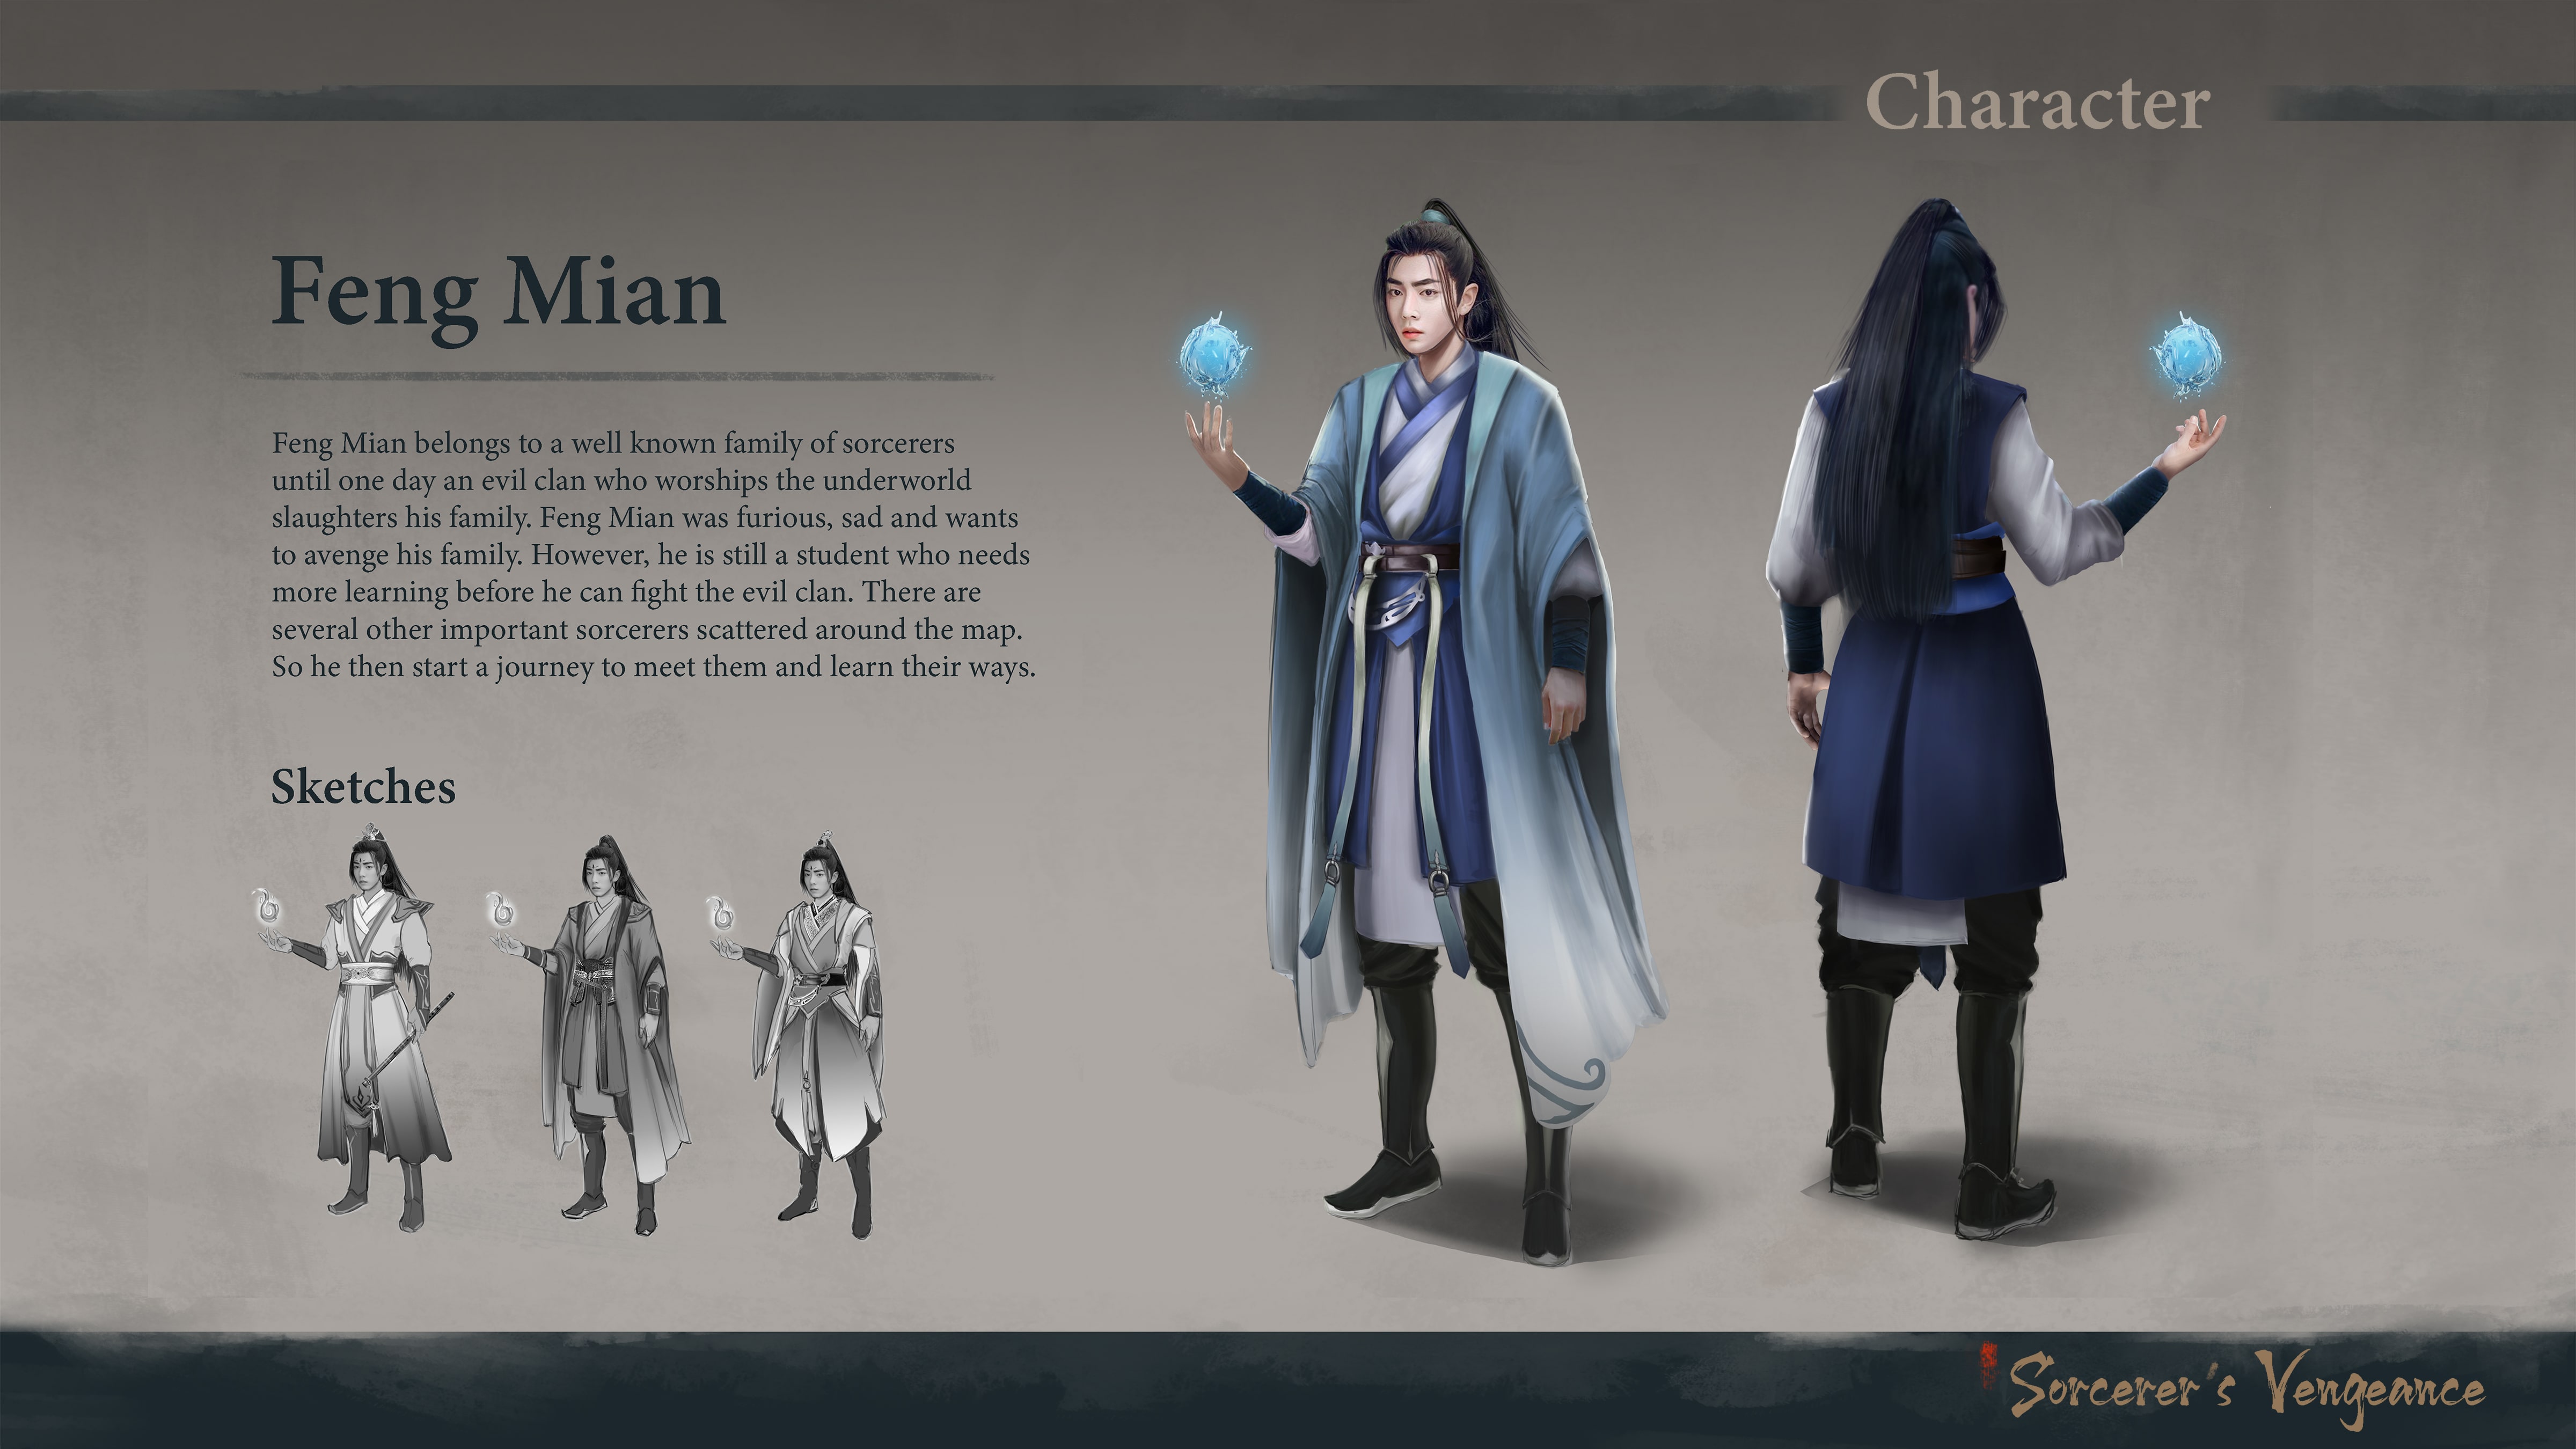 Character
Feng Mian
Feng Mian belongs to a well known family of sorcerers
until one day an evil clan who worships the underworld
slaughters his family. Feng Mian was furious, sad and wants
to avenge his family. However, he is still a student who needs
more learning before he can fight the evil clan. There are
several other important sorcerers scattered around the map.
So he then start a journey to meet them and learn their ways.
Sketches
Sorcerer's Vengeance